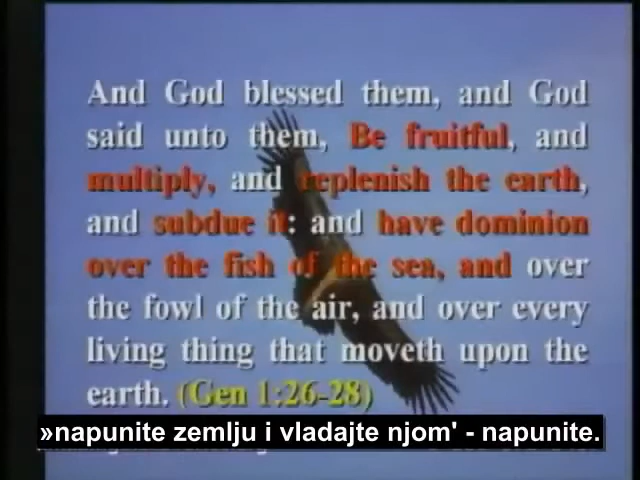 And God blessed them, and God
said unto them, Be fruitful, and
multiply, and replenish the earth,
and subdue it: and have dominion
over the fish of the sea, and over
the fowl of the air, and over every
living thing that moveth upon the
earth. (Gen 1:26-28)
»napunite zemlju i vladajte njom' - napunite.